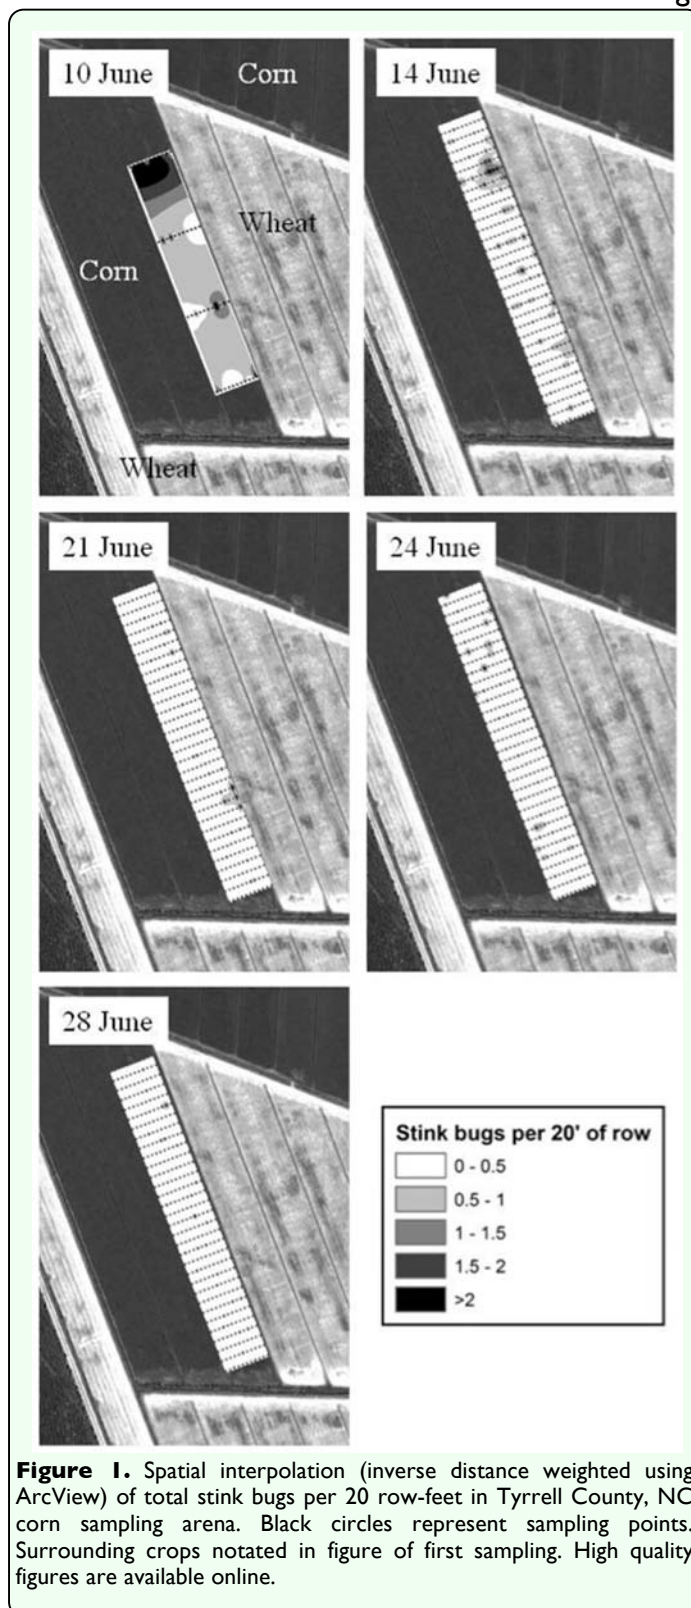 10 June
Corn
14 June
Wheat
Corn
Wheat
21 June
24 June
28 June
Stink bugs per 20' of row
0 - 0.5
0.5 - 1
1 - 1.5
1.5 - 2
>2
Figure 1. Spatial interpolation (inverse distance weighted using
ArcView) of total stink bugs per 20 row-feet in Tyrrell County, NC
corn sampling arena. Black circles represent sampling points.
Surrounding crops notated in figure of first sampling. High quality
figures are available online.